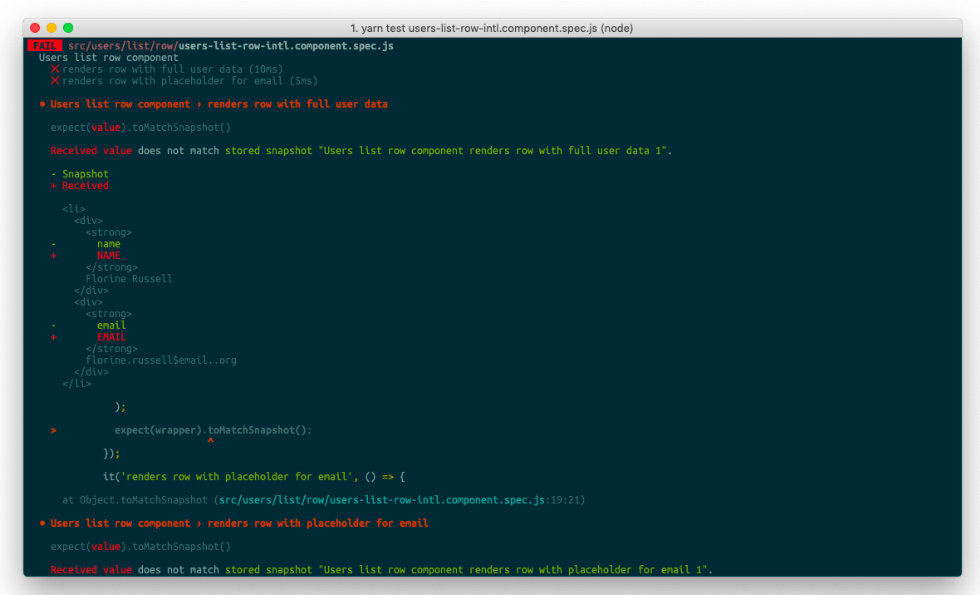 1. yarn test users-list-row-intl.component.spec.js (node)
FAIL src/users/list/row/users-list-row-intl.component.spec.js
Users list row component
✕ renders row with full user data (10ms)
✕ renders row with placeholder for email (5ms)
● Users list row component › renders row with full user data
expect(value).toMatchSnapshot()
Received value does not match stored snapshot "Users list row component renders row with full user data 1".
- Snapshot
+ Received
<li>
<div>
<strong>
- name
+ NAME
</strong>
Florine Russell
</div>
<div>
<strong>
- email
+ EMAIL
</strong>
florine.russell$email..org
</div>
</li>
);
> expect(wrapper).toMatchSnapshot();
^
});
it('renders row with placeholder for email', () => {
at Object.toMatchSnapshot (src/users/list/row/users-list-row-intl.component.spec.js:19:21)
● Users list row component › renders row with placeholder for email
expect(value).toMatchSnapshot()
Received value does not match stored snapshot "Users list row component renders row with placeholder for email 1".